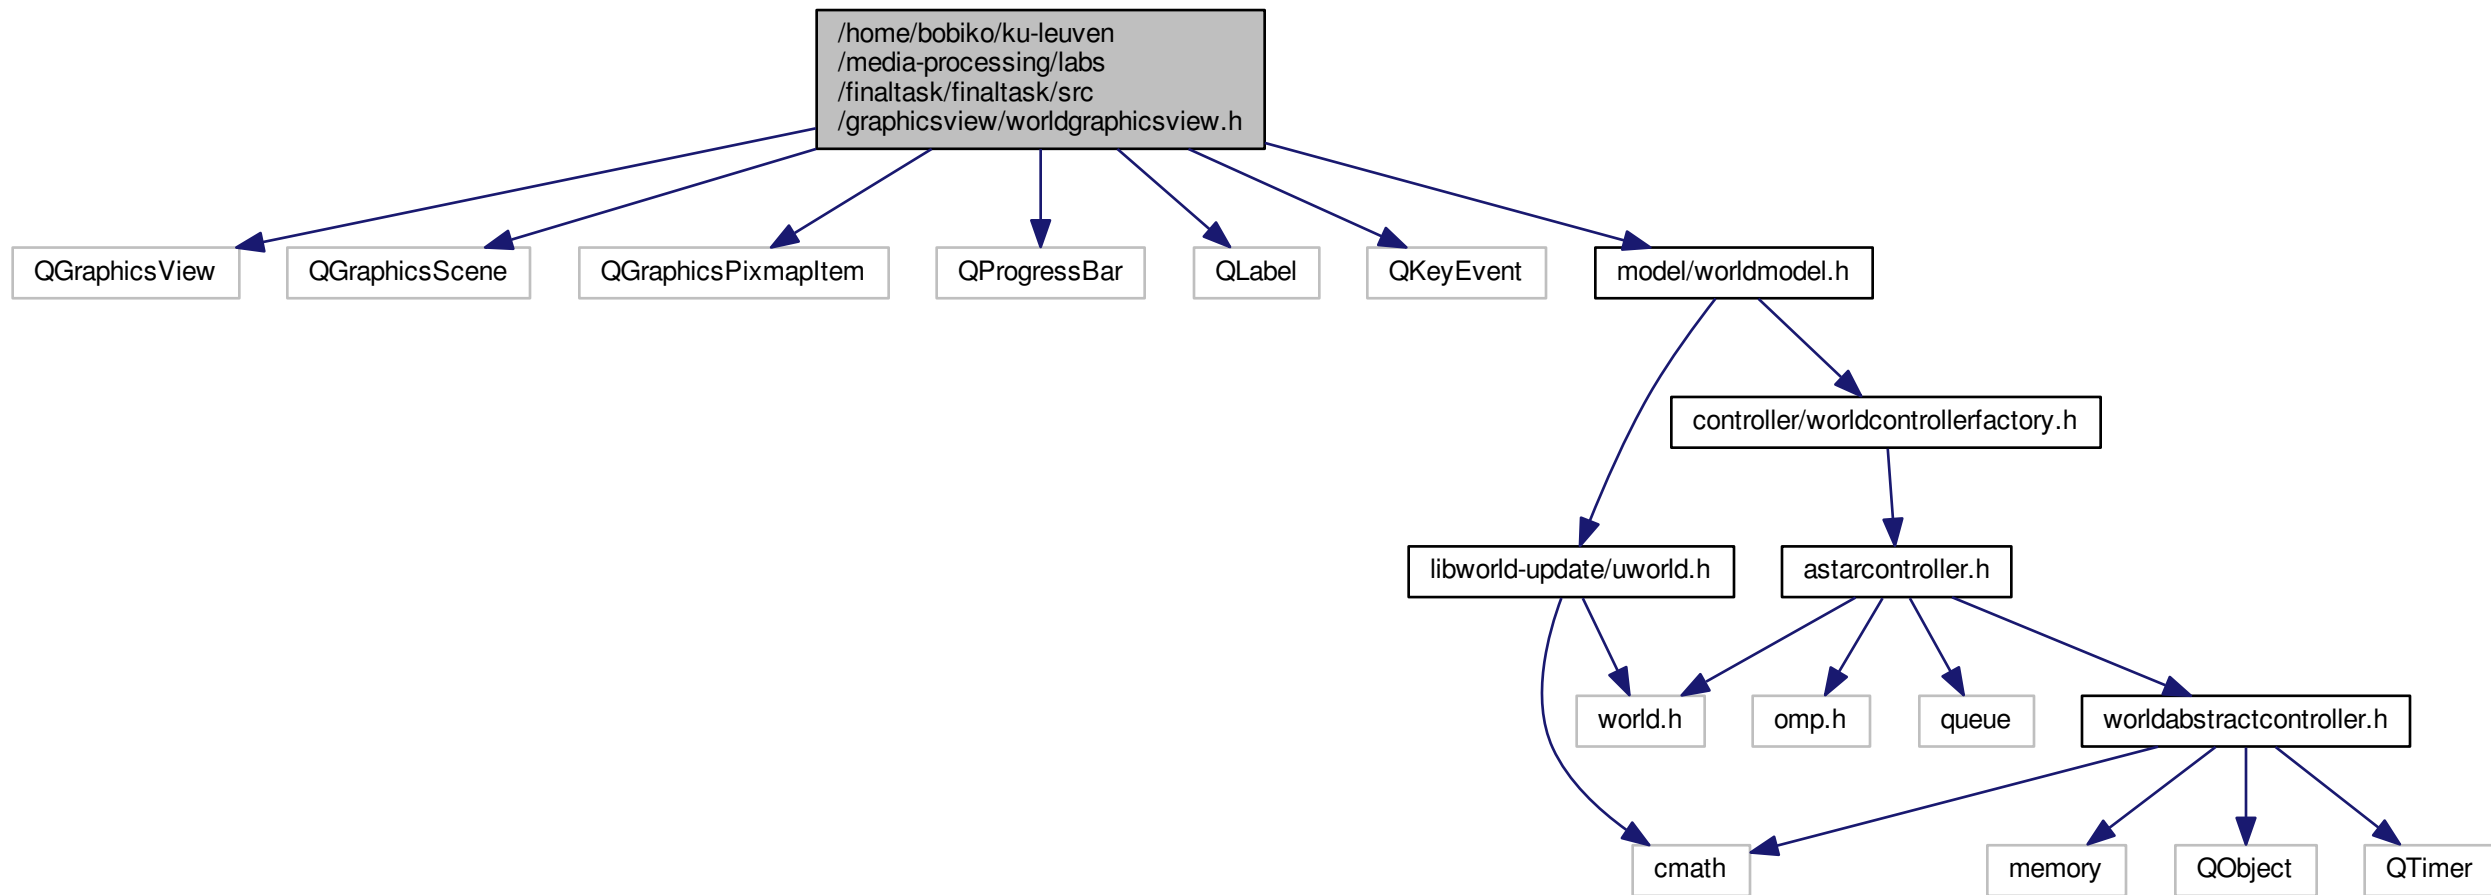 /home/bobiko/ku-leuven
/media-processing/labs
/finaltask/finaltask/src
/graphicsview/worldgraphicsview.h
QGraphicsView
QGraphicsScene
QGraphicsPixmapItem
QProgressBar
QLabel
QKeyEvent
model/worldmodel.h
controller/worldcontrollerfactory.h
libworld-update/uworld.h
astarcontroller.h
world.h
omp.h
queue
worldabstractcontroller.h
cmath
memory
QObject
QTimer